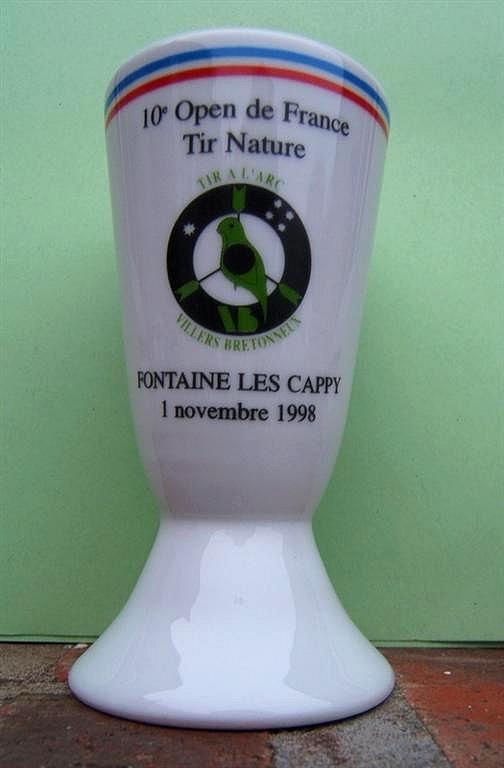 10e Open de France
Tir Nature
TIR A L'ARC
VB
VILLERS BRETONNEUX
FONTAINE LES CAPPY
1 novembre 1998